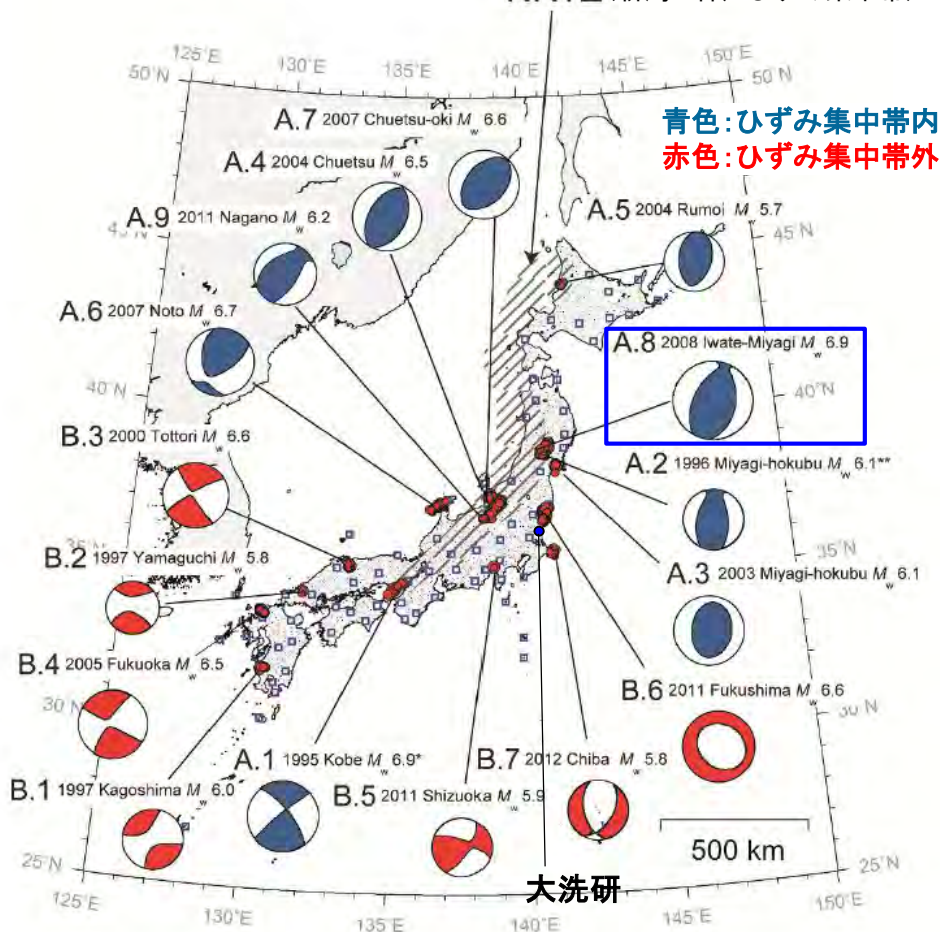 125°E
130°E
135°E
140°E
145°E
150°E
50°N
50°N
A.7 2007 Chuetsu-oki Mw 6.6
青色：ひずみ集中帯内
赤色：ひずみ集中帯外
A.4 2004 Chuetsu Mw 6.5
A.5 2004 Rumoi Mw 5.7
A.9 2011 Nagano Mw 6.2
45°N
A.6 2007 Noto Mw 6.7
A.8 2008 Iwate-Miyagi Mw 6.9
40°N
40°N
B.3 2000 Tottori Mw 6.6
A.2 1996 Miyagi-hokubu Mw 6.1**
35°N
B.2 1997 Yamaguchi Mw 5.8
A.3 2003 Miyagi-hokubu Mw 6.1
B.4 2005 Fukuoka Mw 6.5
B.6 2011 Fukushima Mw 6.6
30°N
30°N
A.1 1995 Kobe Mw 6.9*
B.7 2012 Chiba Mw 5.8
B.1 1997 Kagoshima Mw 6.0
B.5 2011 Shizuoka Mw 5.9
500 km
25°N
25°N
大洗研
125°E
130°E
135°E
140°E
145°E
150°E